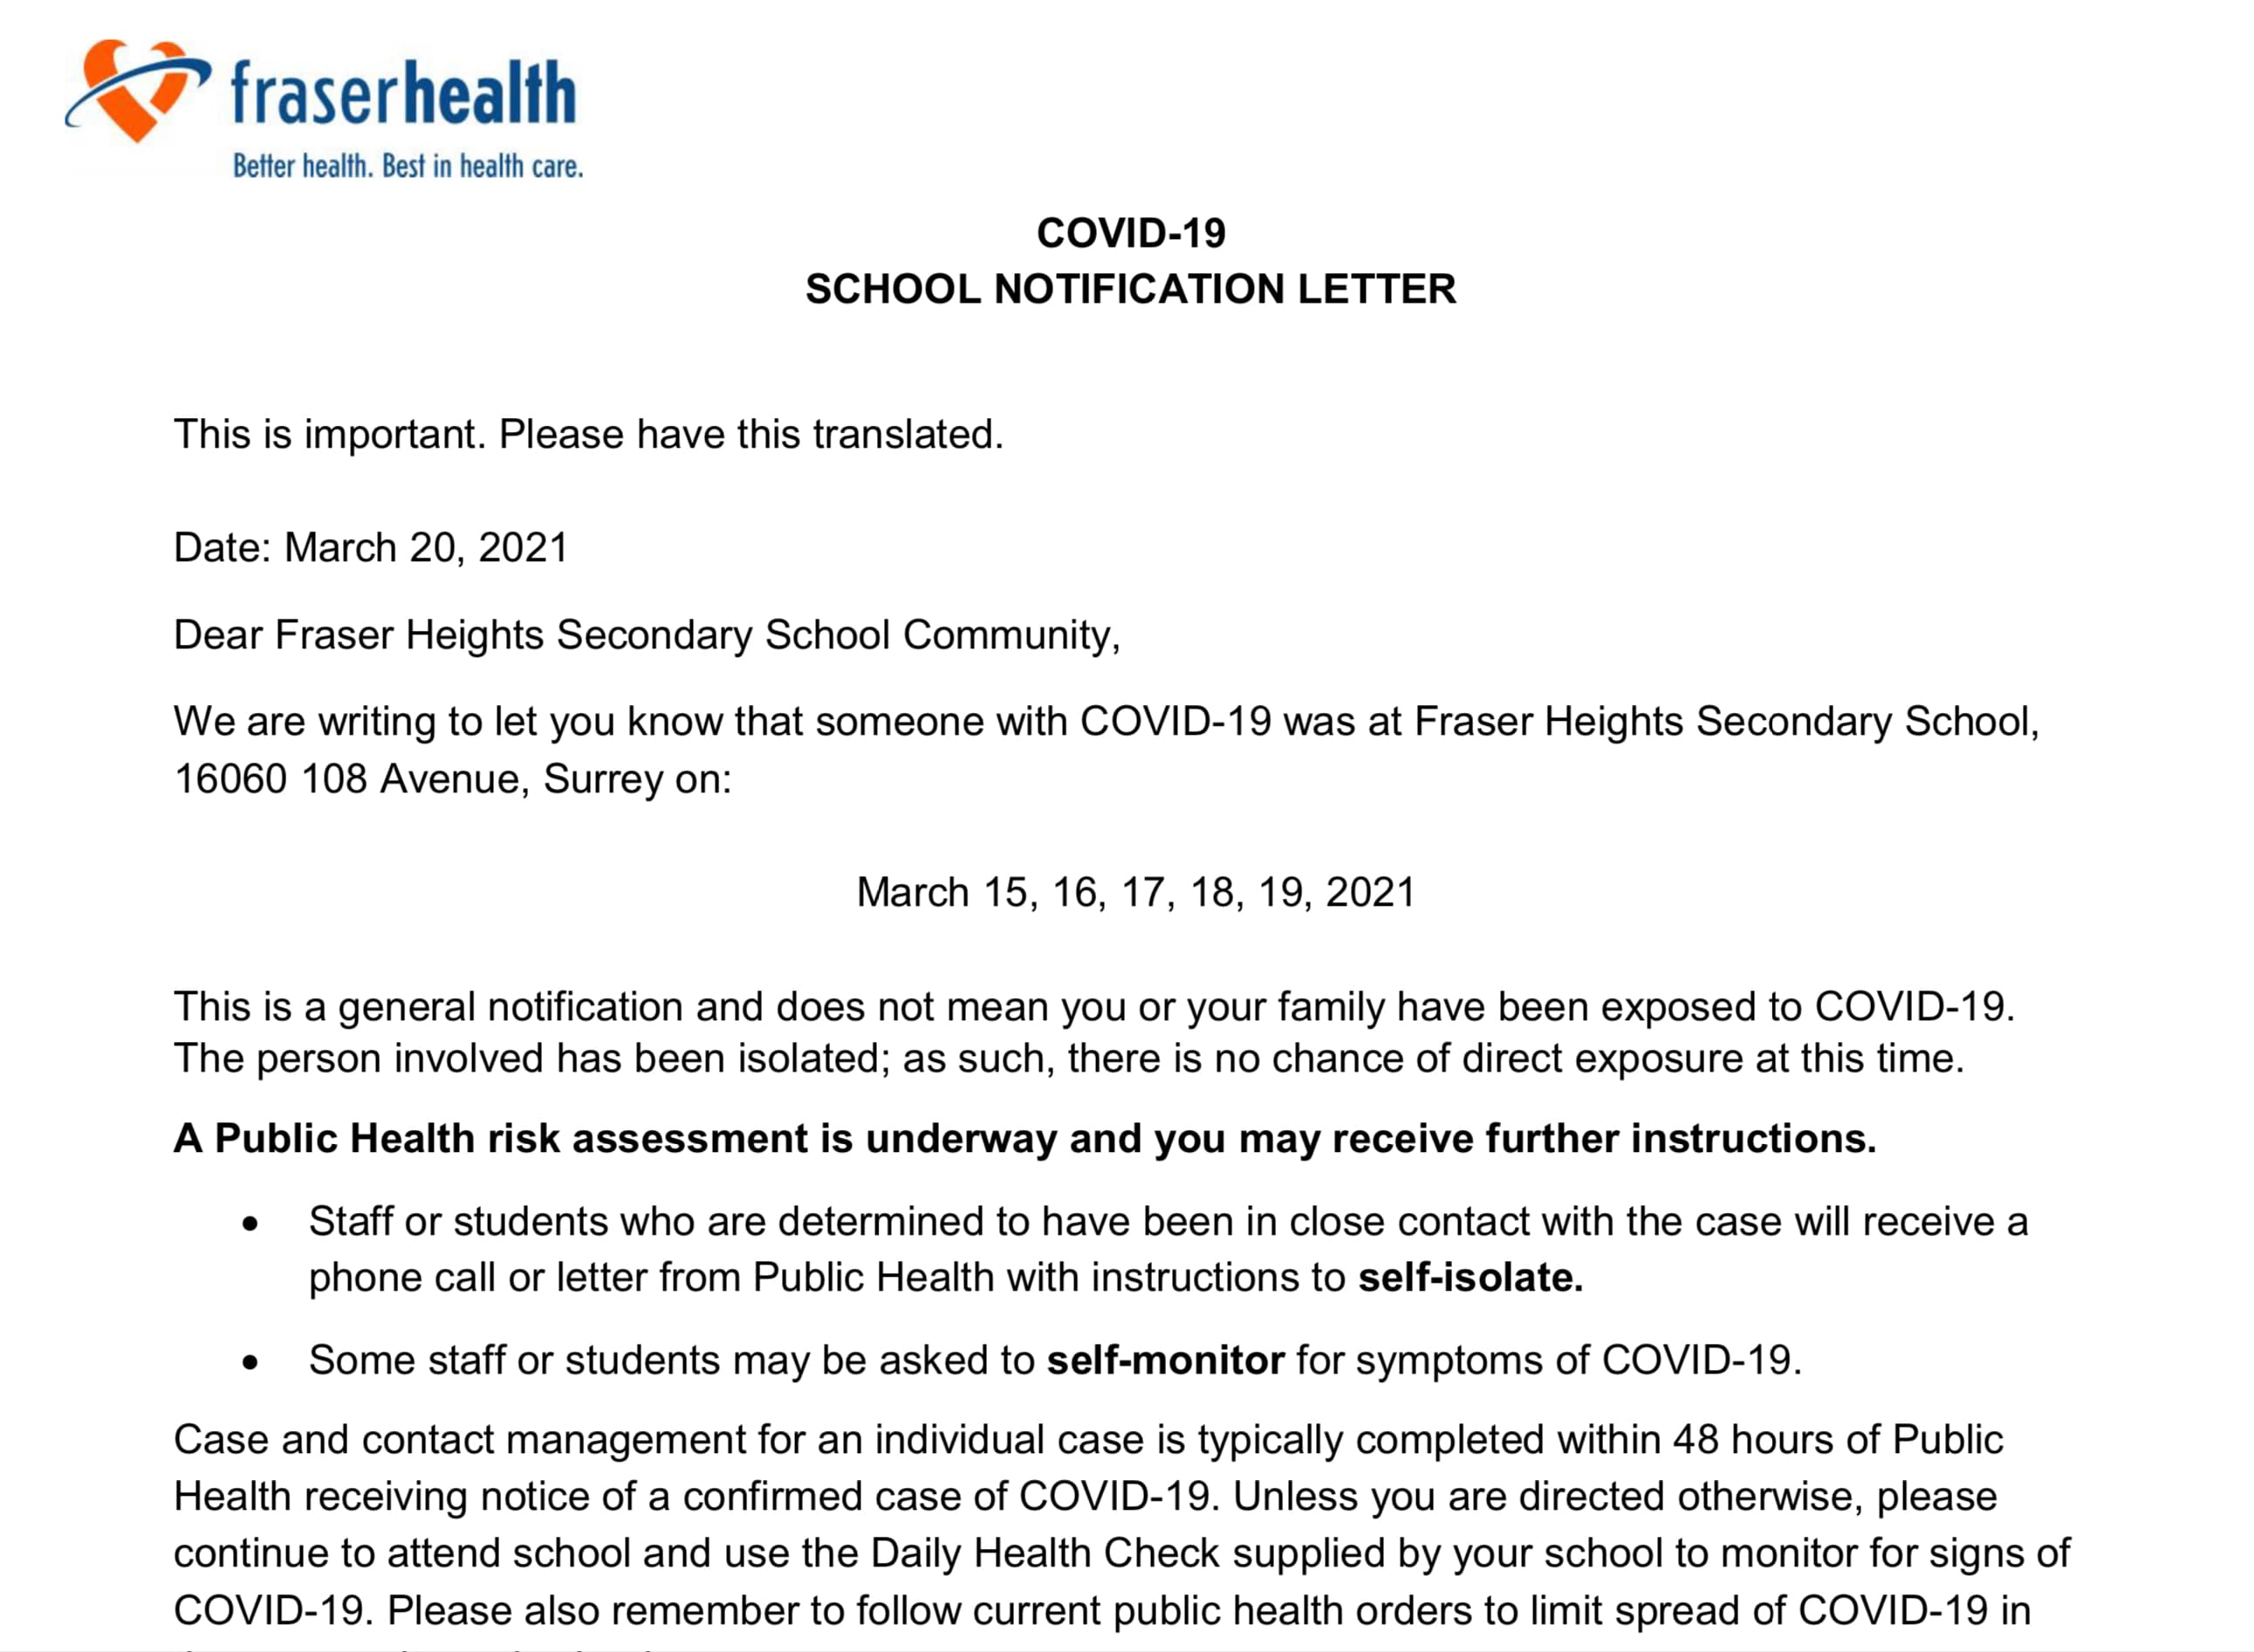 fraserhealth
Better health. Best in health care.
COVID-19
SCHOOL NOTIFICATION LETTER
This is important. Please have this translated.
Date: March 20, 2021
Dear Fraser Heights Secondary School Community,
We are writing to let you know that someone with COVID-19 was at Fraser Heights Secondary School,
16060 108 Avenue, Surrey on:
March 15, 16, 17, 18, 19, 2021
This is a general notification and does not mean you or your family have been exposed to COVID-19.
The person involved has been isolated; as such, there is no chance of direct exposure at this time.
A Public Health risk assessment is underway and you may receive further instructions.
• Staff or students who are determined to have been in close contact with the case will receive a
phone call or letter from Public Health with instructions to self-isolate.
• Some staff or students may be asked to self-monitor for symptoms of COVID-19.
Case and contact management for an individual case is typically completed within 48 hours of Public
Health receiving notice of a confirmed case of COVID-19. Unless you are directed otherwise, please
continue to attend school and use the Daily Health Check supplied by your school to monitor for signs of
COVID-19. Please also remember to follow current public health orders to limit spread of COVID-19 in